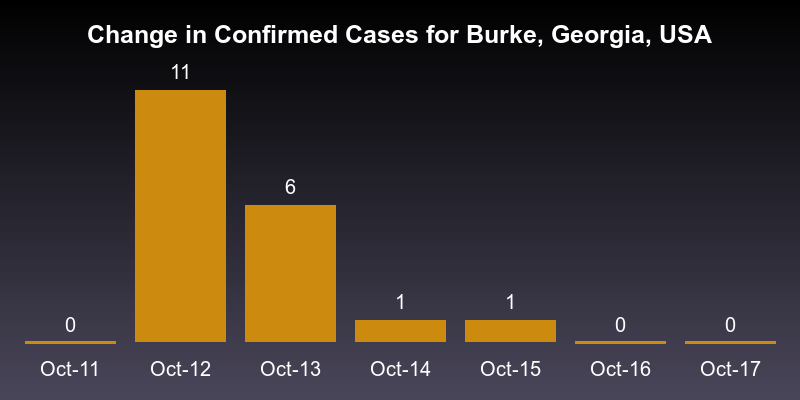 Change in Confirmed Cases for Burke, Georgia, USA
11
6
1 1
0 0 0
Oct-11 Oct-12 Oct-13 Oct-14 Oct-15 Oct-16 Oct-17